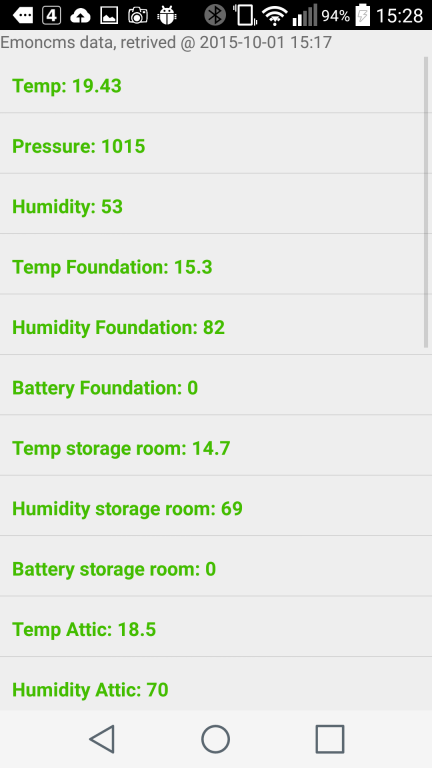 4 94% 15:28
Emoncms data, retrived @ 2015-10-01 15:17
Temp: 19.43
Pressure: 1015
Humidity: 53
Temp Foundation: 15.3
Humidity Foundation: 82
Battery Foundation: 0
Temp storage room: 14.7
Humidity storage room: 69
Battery storage room: 0
Temp Attic: 18.5
Humidity Attic: 70